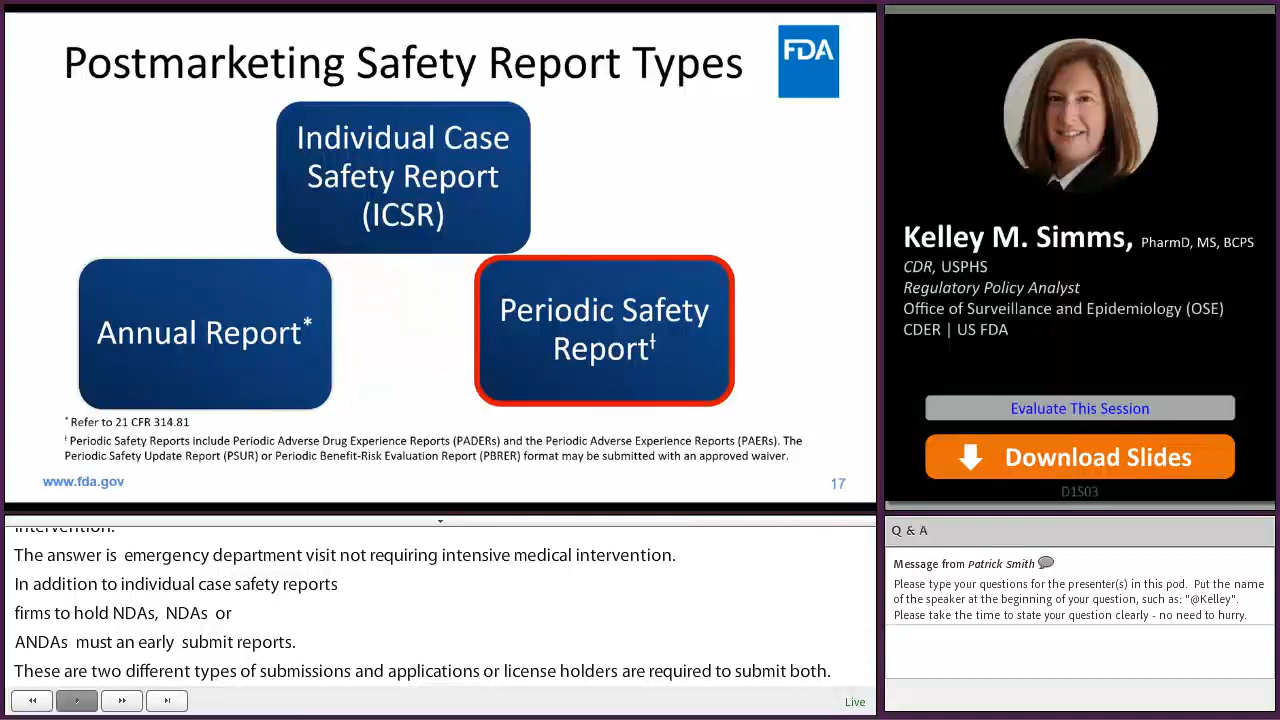 Postmarketing Safety Report Types
FDA
Individual Case
Safety Report
(ICSR)
Annual Report*
Periodic Safety
Report†
* Refer to 21 CFR 314.81
† Periodic Safety Reports include Periodic Adverse Drug Experience Reports (PADERs) and the Periodic Adverse Experience Reports (PAERs). The
Periodic Safety Update Report (PSUR) or Periodic Benefit-Risk Evaluation Report (PBRER) format may be submitted with an approved waiver.
www.fda.gov
17
Kelley M. Simms, PharmD, MS, BCPS
CDR, USPHS
Regulatory Policy Analyst
Office of Surveillance and Epidemiology (OSE)
CDER | US FDA
Evaluate This Session
Download Slides
D1S03
intervention.
The answer is emergency department visit not requiring intensive medical intervention.
In addition to individual case safety reports
firms to hold NDAs, NDAs or
ANDAs must an early submit reports.
These are two different types of submissions and applications or license holders are required to submit both.
Live
Q & A
Message from Patrick Smith
Please type your questions for the presenter(s) in this pod. Put the name
of the speaker at the beginning of your question, such as: "@Kelley".
Please take the time to state your question clearly - no need to hurry.